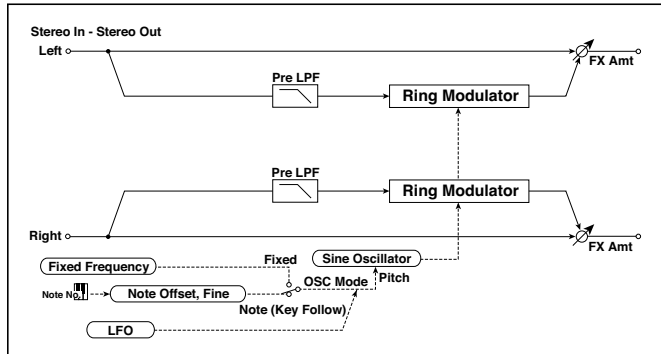 Stereo In - Stereo Out
Left
FX Amt
Pre LPF
Ring Modulator
Pre LPF
Ring Modulator
Right
FX Amt
Sine Oscillator
Fixed
Fixed Frequency
OSC Mode
Pitch
Note No.
Note Offset, Fine
Note (Key Follow)
LFO